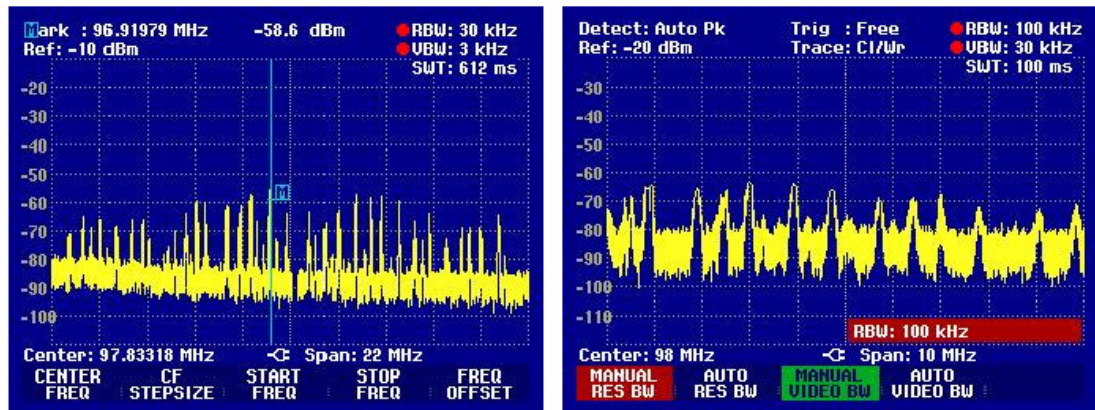 Mark : 96.91979 MHz -58.6 dBm RBW: 30 kHz
Ref: -10 dBm VBW: 3 kHz
SWT: 612 ms
-20
-30
-40
-50
M
-60
-70
-80
-90
-100
Center: 97.83318 MHz Span: 22 MHz
CENTER FREQ
CF STEPSIZE
START FREQ
STOP FREQ
FREQ OFFSET
Detect: Auto Pk Trig : Free RBW: 100 kHz
Ref: -20 dBm Trace: Cl/Wr VBW: 30 kHz
SWT: 100 ms
-30
-40
-50
-60
-70
-80
-90
-100
-110
RBW: 100 kHz
Center: 98 MHz Span: 10 MHz
MANUAL RES BW
AUTO RES BW
MANUAL VIDEO BW
AUTO VIDEO BW